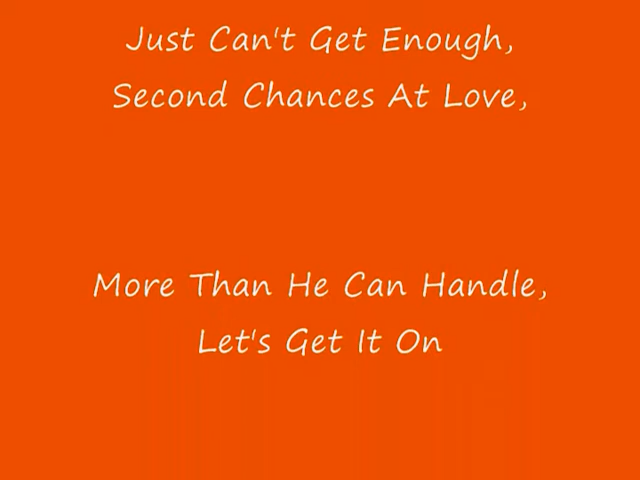 Just Can't Get Enough,
Second Chances At Love,
More Than He Can Handle,
Let's Get It On